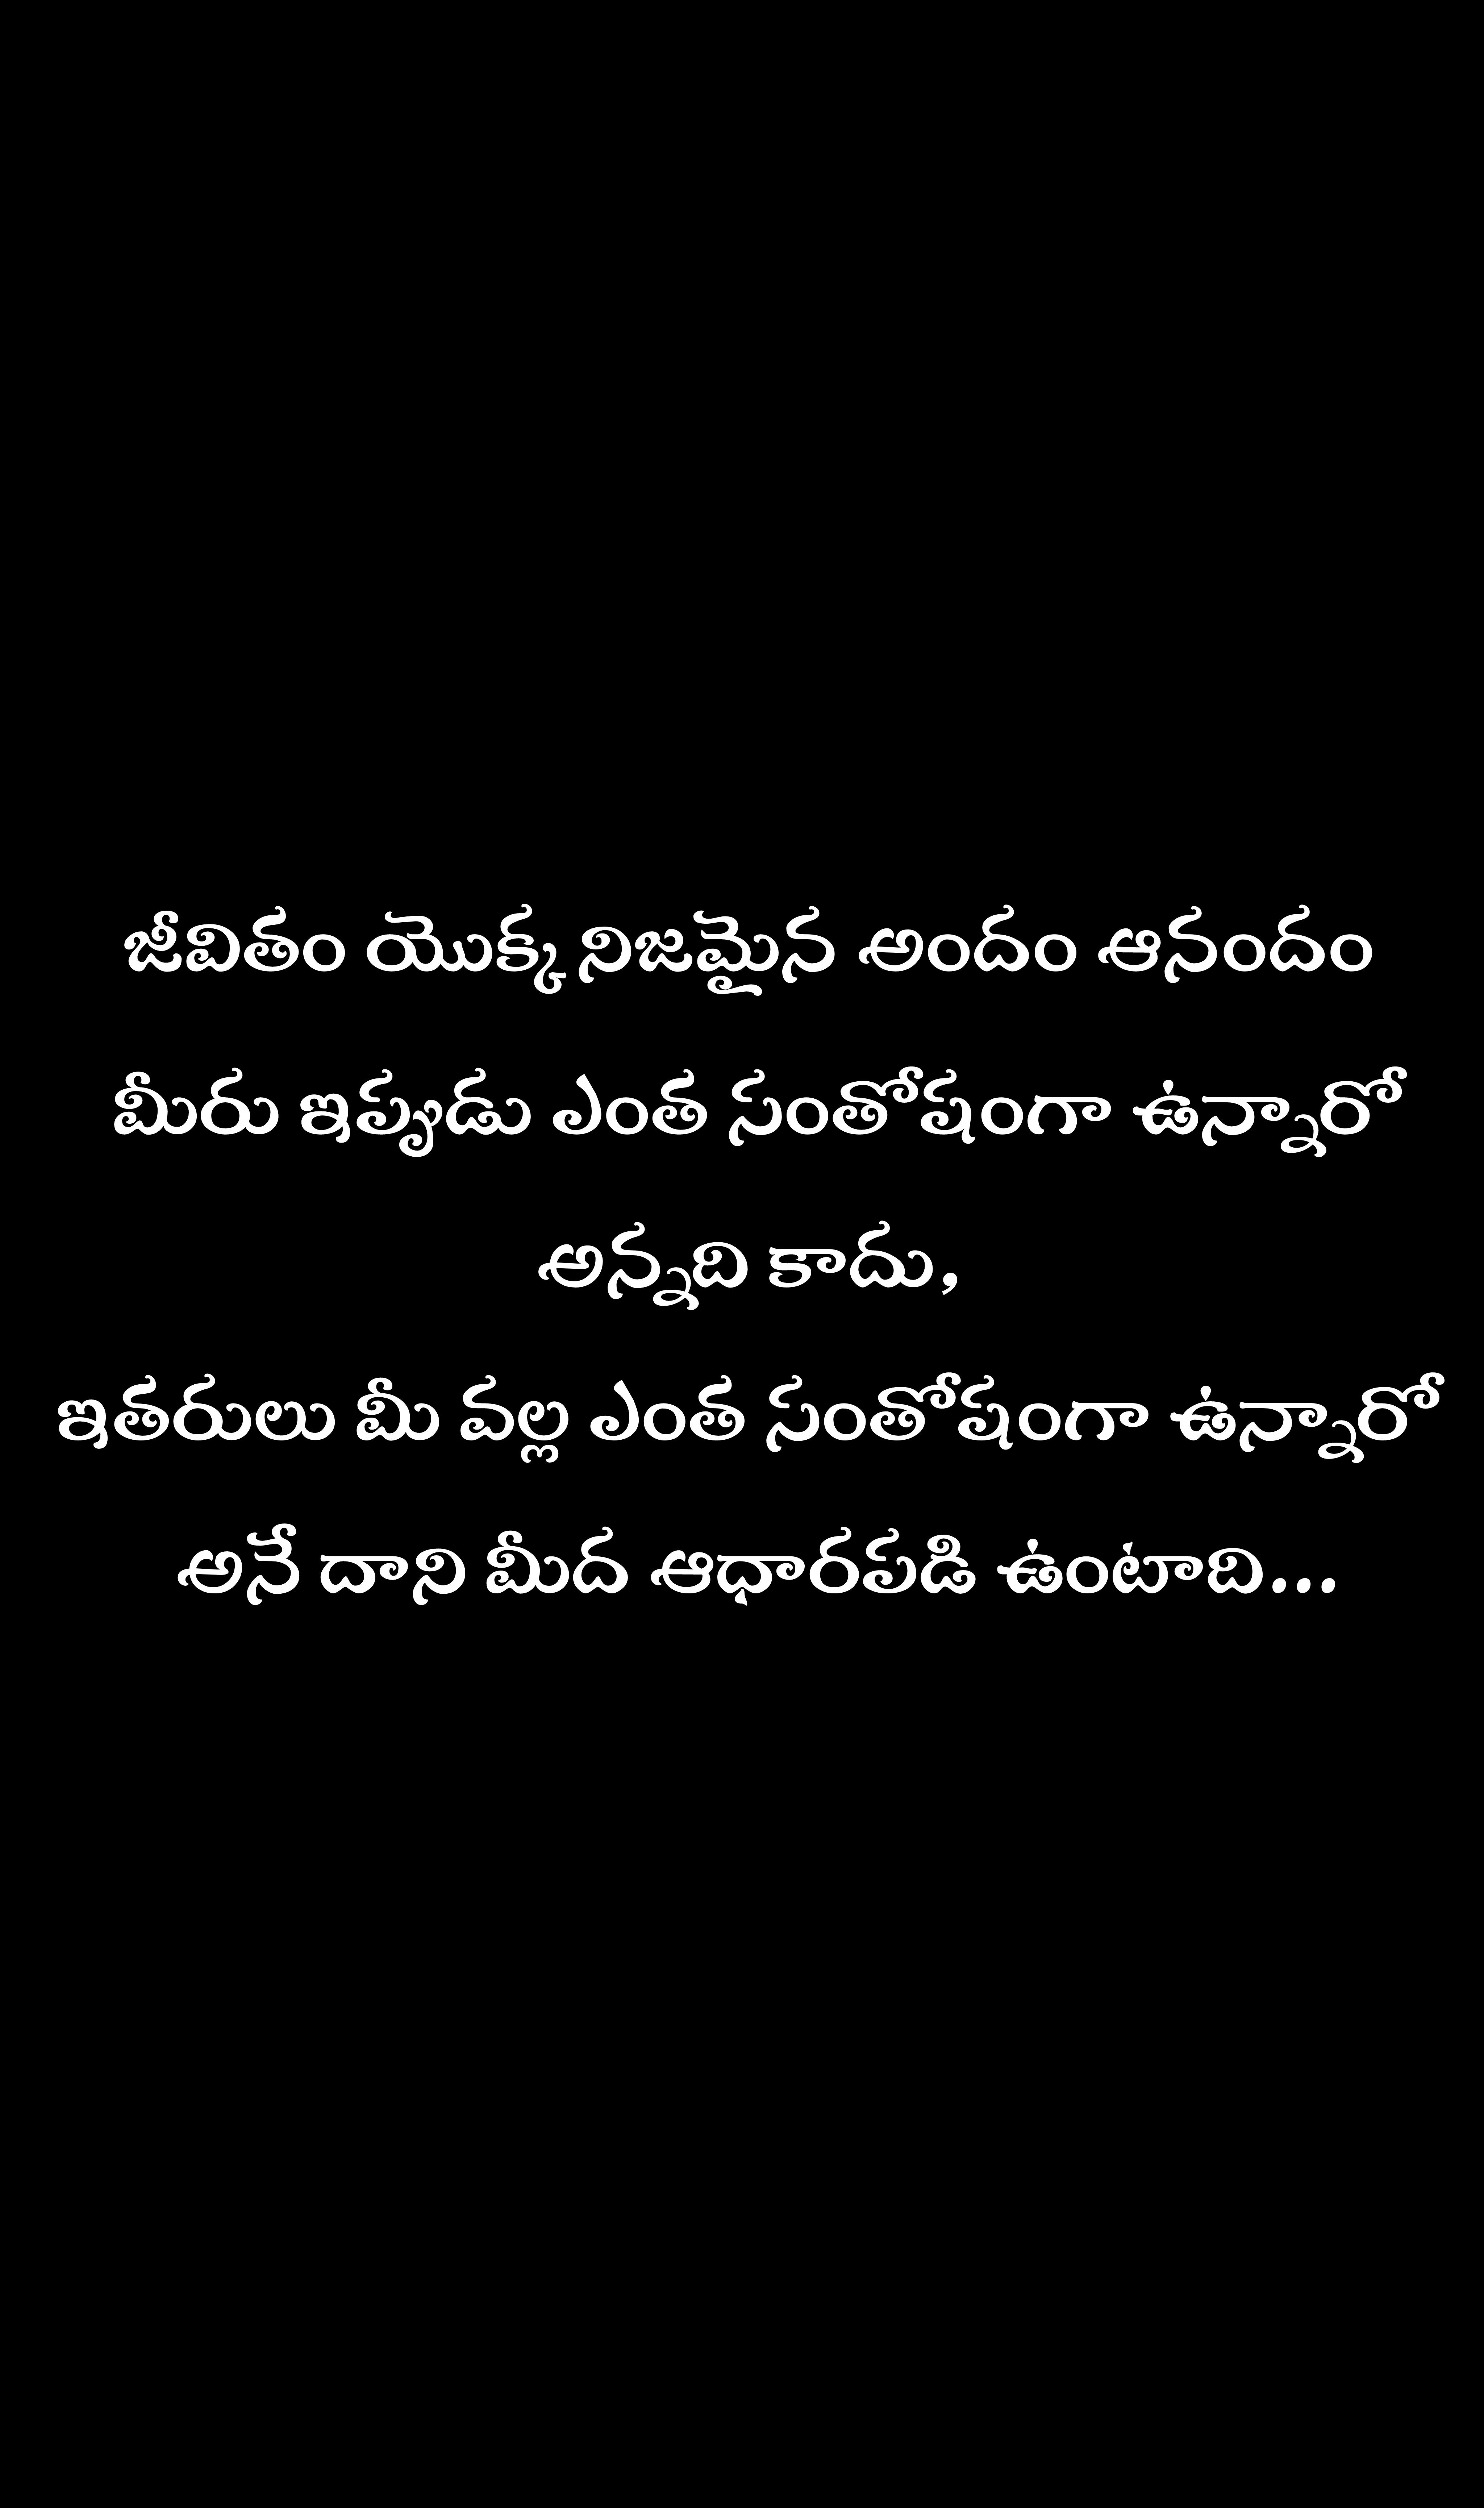 జీవితం యొక్క నిజమైన అందం ఆనందం
మీరు ఇప్పుడు ఎంత సంతోషంగా ఉన్నారో
అన్నది కాదు,
ఇతరులు మీ వల్ల ఎంత సంతోషంగా ఉన్నారో
అనే దానిమీద ఆధారపడి ఉంటాది...